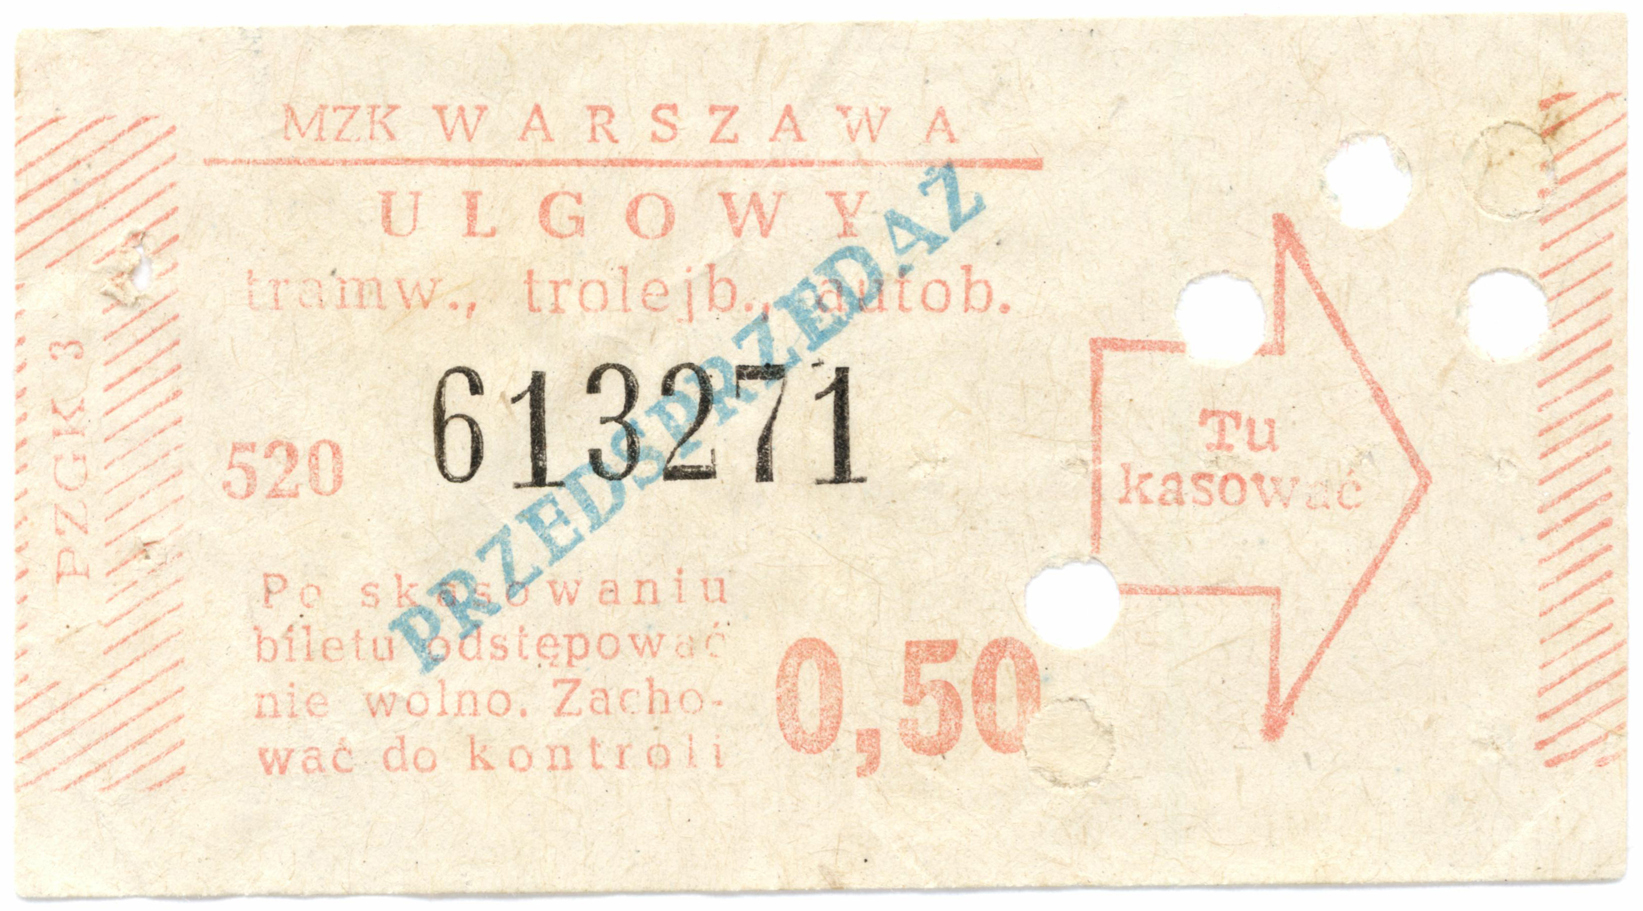 MZK WARSZAWA
ULGOWY
tramw., trolejb., autob.
PRZEDSPRZEDAŻ
613271
520
Po skasowaniu
biletu odstępować
nie wolno. Zacho-
wać do kontroli
0,50
Tu
kasować
PZGK 3